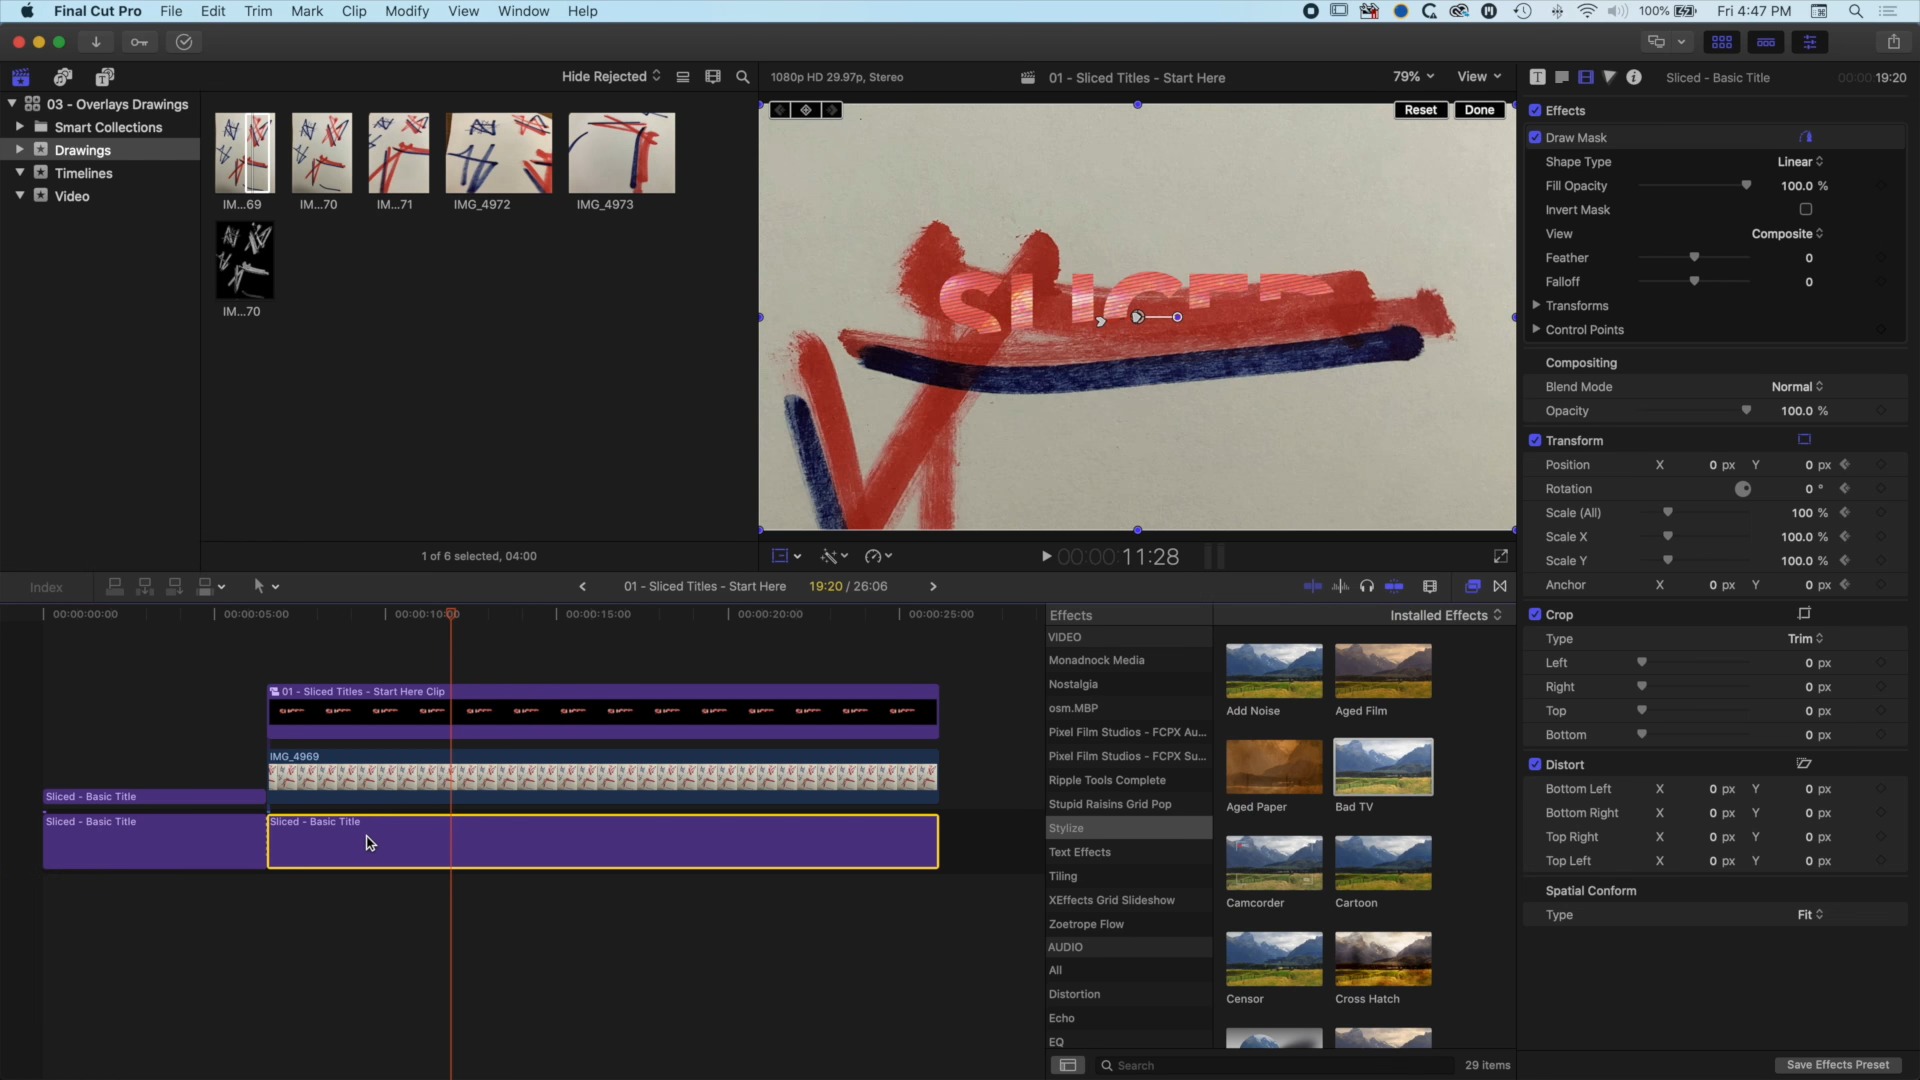 Final Cut Pro File Edit Trim Mark Clip Modify View Window Help 100% Fri 4:47 PM
Hide Rejected 1080p HD 29.97p, Stereo 01 - Sliced Titles - Start Here 79% View Sliced - Basic Title 00:00:19:20
03 - Overlays Drawings
Smart Collections
Drawings
Timelines
Video
IM...69 IM...70 IM...71 IMG_4972 IMG_4973
IM...70
1 of 6 selected, 04:00
Reset Done
SLICED
00:00:11:28
Effects
Draw Mask
Shape Type Linear
Fill Opacity 100.0 %
Invert Mask
View Composite
Feather 0
Falloff 0
Transforms
Control Points
Compositing
Blend Mode Normal
Opacity 100.0 %
Transform
Position X 0 px Y 0 px
Rotation 0 °
Scale (All) 100 %
Scale X 100.0 %
Scale Y 100.0 %
Anchor X 0 px Y 0 px
Crop
Type Trim
Left 0 px
Right 0 px
Top 0 px
Bottom 0 px
Distort
Bottom Left X 0 px Y 0 px
Bottom Right X 0 px Y 0 px
Top Right X 0 px Y 0 px
Top Left X 0 px Y 0 px
Spatial Conform
Type Fit
Save Effects Preset
Index 01 - Sliced Titles - Start Here 19:20 / 26:06
00:00:00:00 00:00:05:00 00:00:10:00 00:00:15:00 00:00:20:00 00:00:25:00
01 - Sliced Titles - Start Here Clip
IMG_4969
Sliced - Basic Title
Sliced - Basic Title Sliced - Basic Title
Effects Installed Effects
VIDEO
Monadnock Media
Nostalgia
osm.MBP
Pixel Film Studios - FCPX Au...
Pixel Film Studios - FCPX Su...
Ripple Tools Complete
Stupid Raisins Grid Pop
Stylize
Text Effects
Tiling
XEffects Grid Slideshow
Zoetrope Flow
AUDIO
All
Distortion
Echo
EQ
Add Noise Aged Film
Aged Paper Bad TV
Camcorder Cartoon
Censor Cross Hatch
Search 29 items